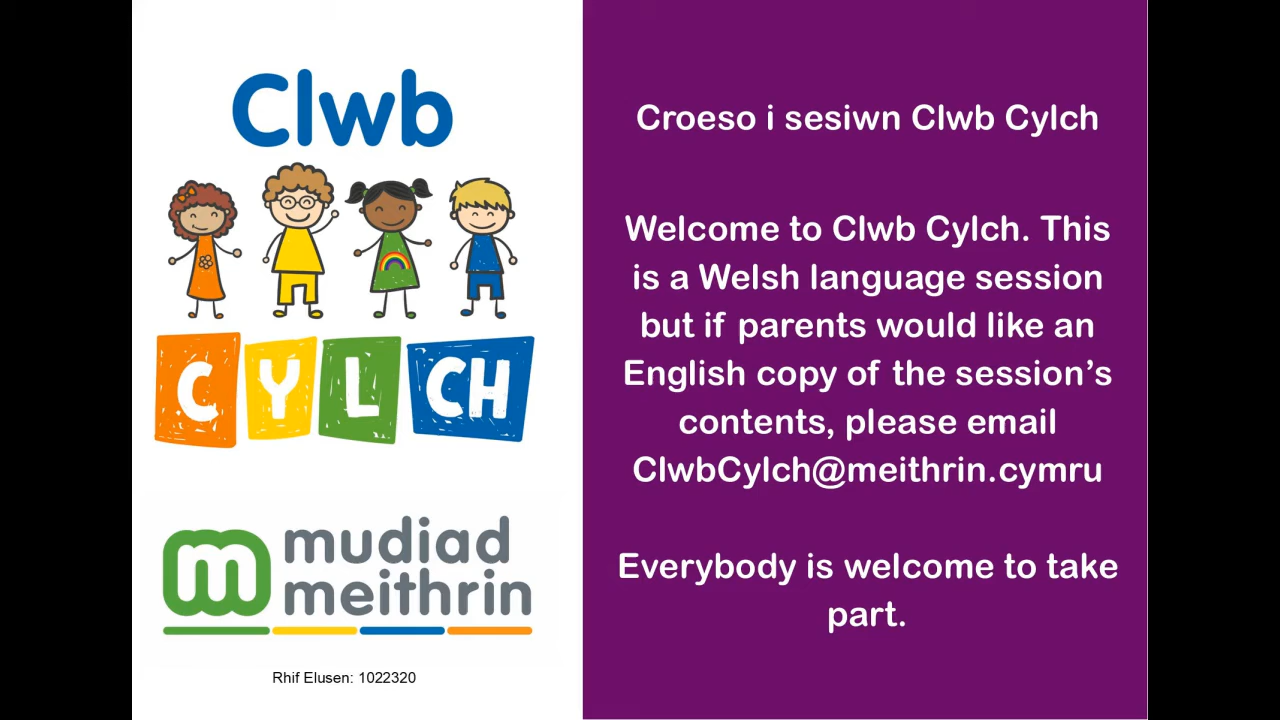 Clwb
CYLCH
mudiad
meithrin
Rhif Elusen: 1022320
Croeso i sesiwn Clwb Cylch
Welcome to Clwb Cylch. This
is a Welsh language session
but if parents would like an
English copy of the session’s
contents, please email
ClwbCylch@meithrin.cymru
Everybody is welcome to take
part.